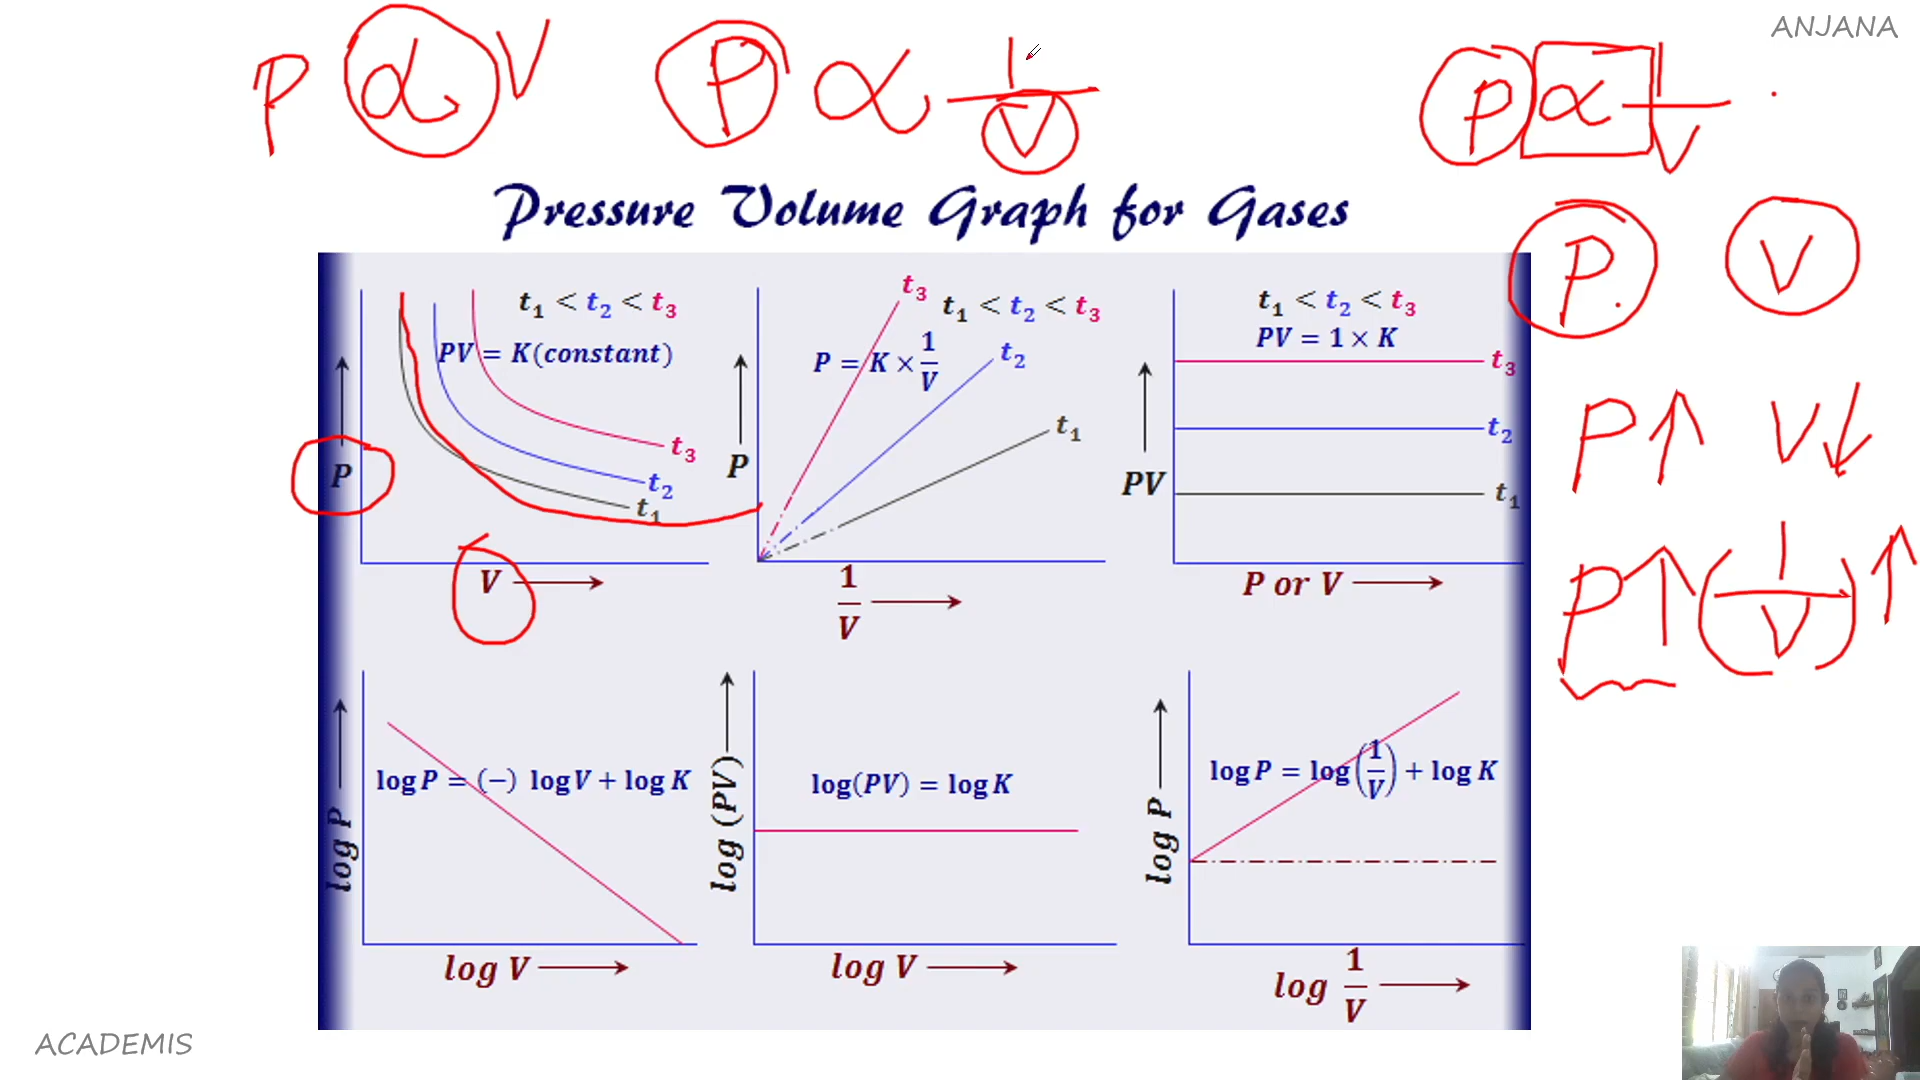 ANJANA
P ∝ V
P ∝ 1/V
P ∝ 1/V
Pressure Volume Graph for Gases
P V
P↑ V↓
P↑ (1/V)↑
t₁ < t₂ < t₃
PV = K(constant)
t₃
t₂
t₁
P
V
t₃
t₁ < t₂ < t₃
P = K × 1/V
t₂
t₁
P
1/V
t₁ < t₂ < t₃
PV = 1 × K
t₃
t₂
t₁
PV
P or V
log P = (−) log V + log K
log P
log V
log(PV) = log K
log (PV)
log V
log P = log(1/V) + log K
log P
log 1/V
ACADEMIS